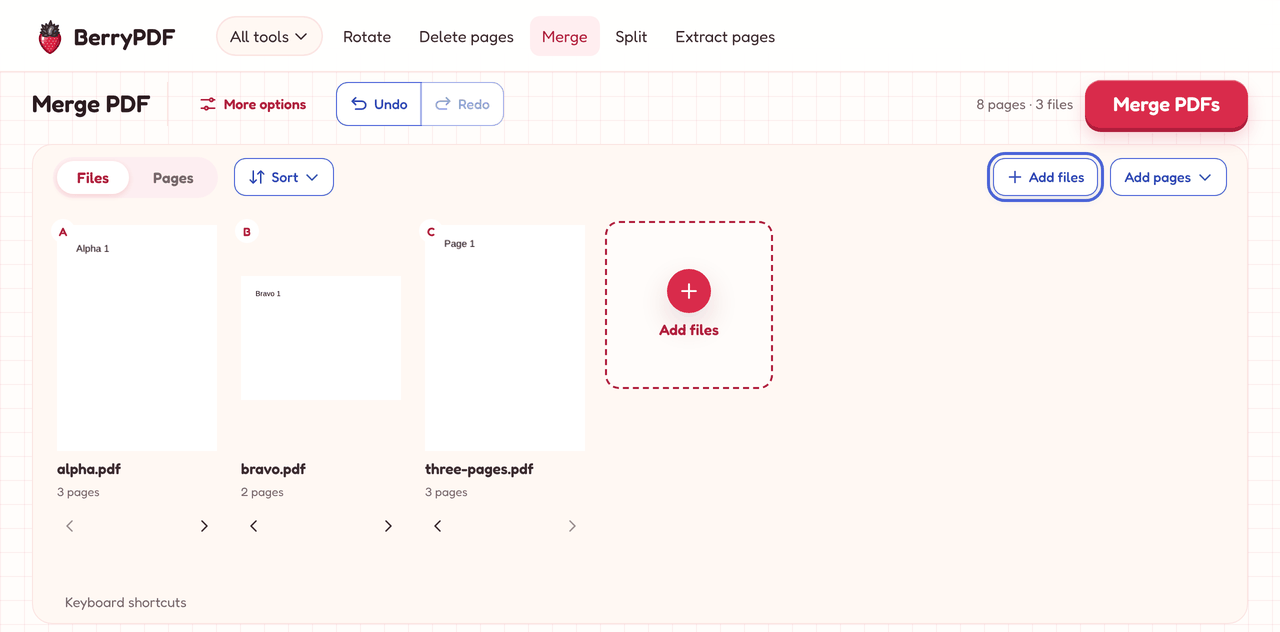 BerryPDF
All tools
Rotate
Delete pages
Merge
Split
Extract pages
Merge PDF
More options
Undo
Redo
8 pages · 3 files
Merge PDFs
Files
Pages
Sort
Add files
Add pages
A
Alpha 1
B
Bravo 1
C
Page 1
Add files
alpha.pdf
3 pages
bravo.pdf
2 pages
three-pages.pdf
3 pages
Keyboard shortcuts